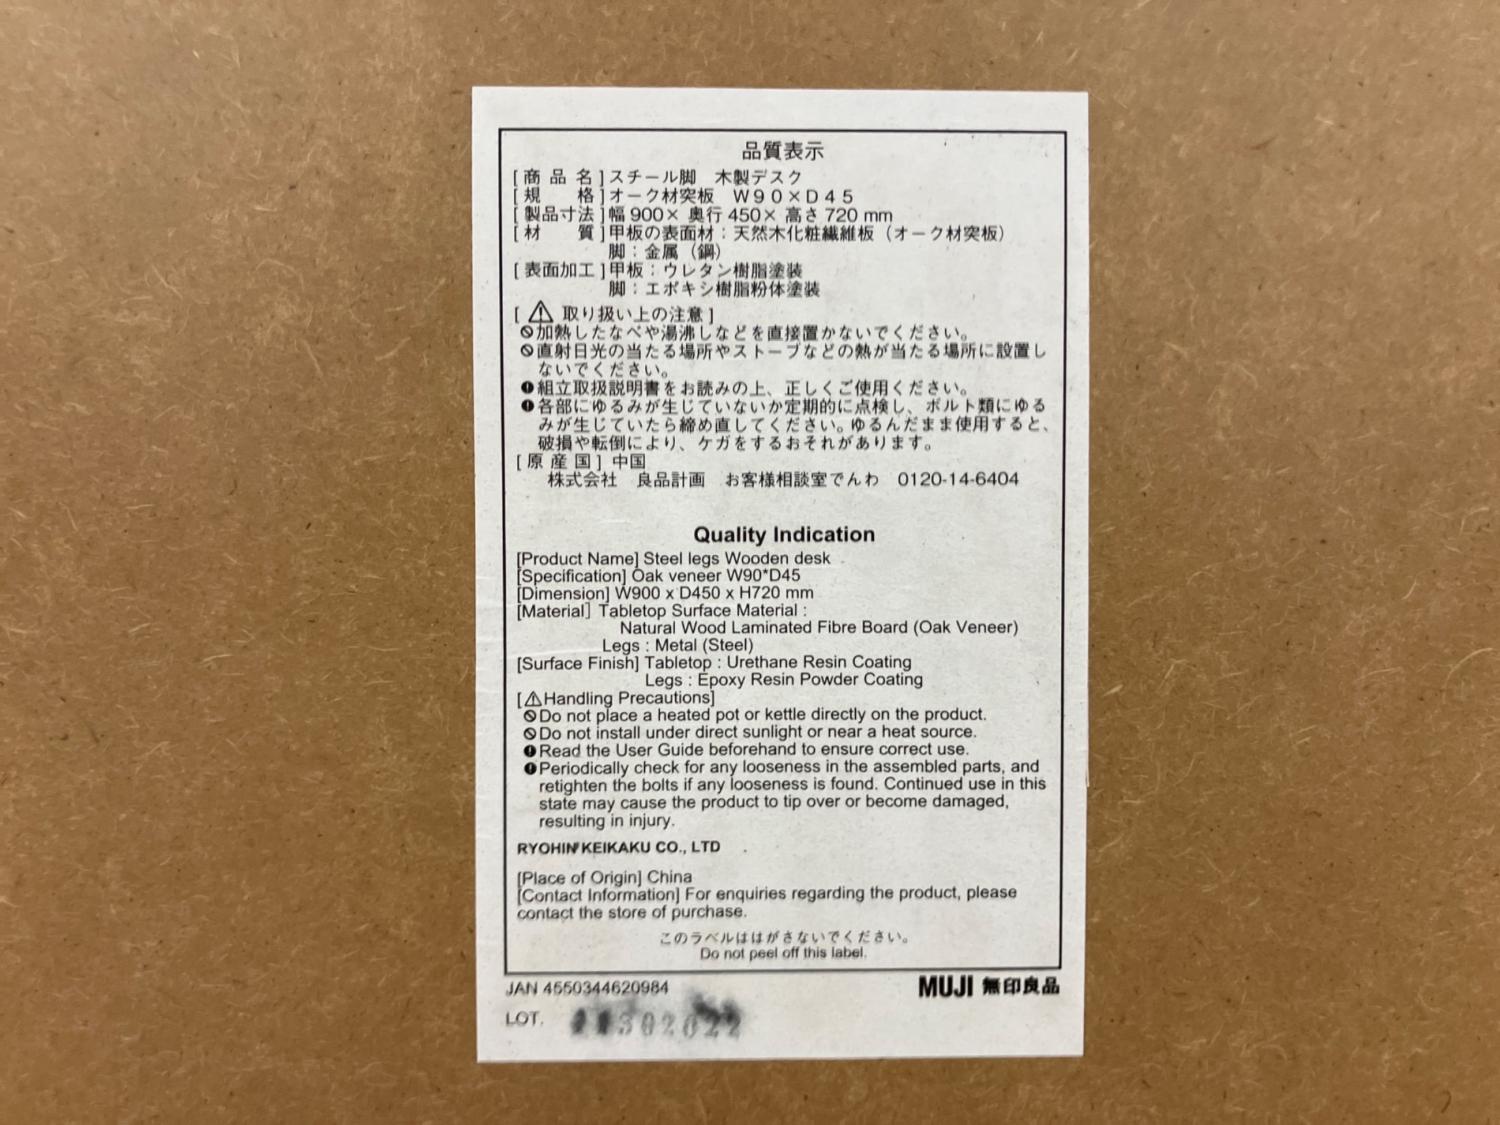 品質表示
[商品名]スチール脚 木製デスク
[規 格]オーク材突板 W90×D45
[製品寸法]幅900×奥行450×高さ720mm
[材 質]甲板の表面材：天然木化粧繊維板（オーク材突板）
脚：金属（鋼）
[表面加工]甲板：ウレタン樹脂塗装
脚：エポキシ樹脂粉体塗装
[⚠取り扱い上の注意]
加熱したなべや湯沸しなどを直接置かないでください。
直射日光の当たる場所やストーブなどの熱が当たる場所に設置し
ないでください。
組立取扱説明書をお読みの上、正しくご使用ください。
各部にゆるみが生じていないか定期的に点検し、ボルト類にゆる
みが生じていたら締め直してください。ゆるんだまま使用すると、
破損や転倒により、ケガをするおそれがあります。
[原産国]中国
株式会社 良品計画 お客様相談室でんわ 0120-14-6404
Quality Indication
[Product Name] Steel legs Wooden desk
[Specification] Oak veneer W90*D45
[Dimension] W900 x D450 x H720 mm
[Material] Tabletop Surface Material :
Natural Wood Laminated Fibre Board (Oak Veneer)
Legs : Metal (Steel)
[Surface Finish] Tabletop : Urethane Resin Coating
Legs : Epoxy Resin Powder Coating
[⚠Handling Precautions]
Do not place a heated pot or kettle directly on the product.
Do not install under direct sunlight or near a heat source.
Read the User Guide beforehand to ensure correct use.
Periodically check for any looseness in the assembled parts, and
retighten the bolts if any looseness is found. Continued use in this
state may cause the product to tip over or become damaged,
resulting in injury.
RYOHIN KEIKAKU CO., LTD
[Place of Origin] China
[Contact Information] For enquiries regarding the product, please
contact the store of purchase.
このラベルははがさないでください。
Do not peel off this label.
JAN 4550344620984
MUJI 無印良品
LOT.